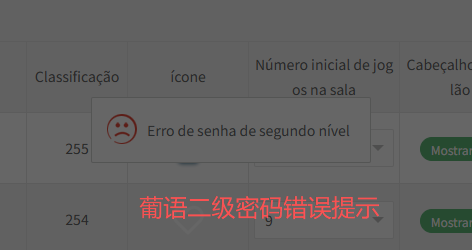 Classificação
ícone
Número inicial de jog
os na sala
Cabeçalho
lão
Erro de senha de segundo nível
255
Mostrar
葡语二级密码错误提示
254
9
Mostrar